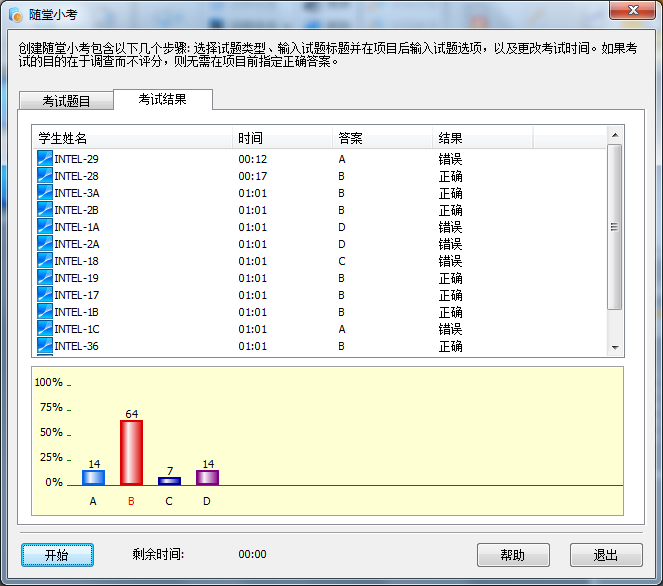 随堂小考
创建随堂小考包含以下几个步骤: 选择试题类型、输入试题标题并在项目后输入试题选项，以及更改考试时间。如果考
试的目的在于调查而不评分，则无需在项目前指定正确答案。
考试题目 考试结果
学生姓名 时间 答案 结果
INTEL-29 00:12 A 错误
INTEL-28 00:17 B 正确
INTEL-3A 01:01 B 正确
INTEL-2B 01:01 B 正确
INTEL-1A 01:01 D 错误
INTEL-2A 01:01 D 错误
INTEL-18 01:01 C 错误
INTEL-19 01:01 B 正确
INTEL-17 01:01 B 正确
INTEL-1B 01:01 B 正确
INTEL-1C 01:01 A 错误
INTEL-36 01:01 B 正确
100%
75%
50%
25%
0%
14 64 7 14
A B C D
开始 剩余时间: 00:00 帮助 退出